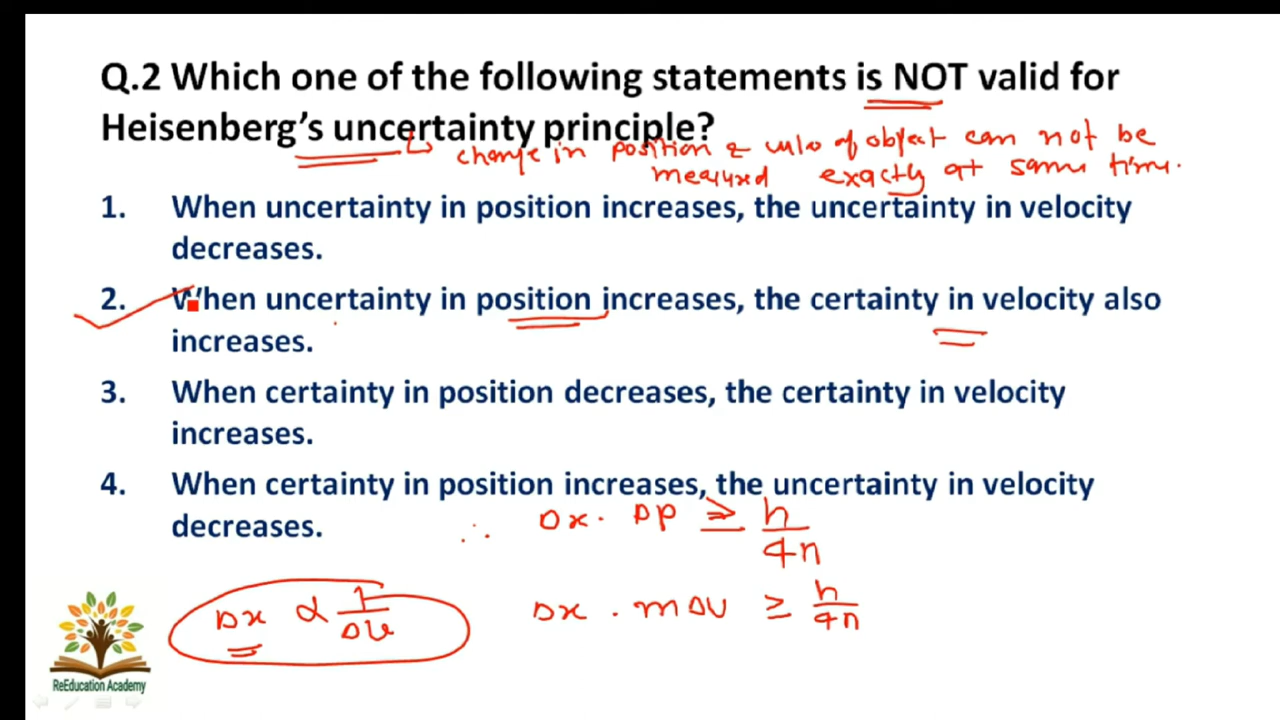 Q.2 Which one of the following statements is NOT valid for
Heisenberg's uncertainty principle?
change in position & of object can not be
measured exactly at same time.
1. When uncertainty in position increases, the uncertainty in velocity
decreases.
2. When uncertainty in position increases, the certainty in velocity also
increases.
3. When certainty in position decreases, the certainty in velocity
increases.
4. When certainty in position increases, the uncertainty in velocity
decreases.
∴ Δx · ΔP ≥ h/4π
Δx ∝ 1/Δv
Δx · mΔv ≥ h/4π
ReEducation Academy